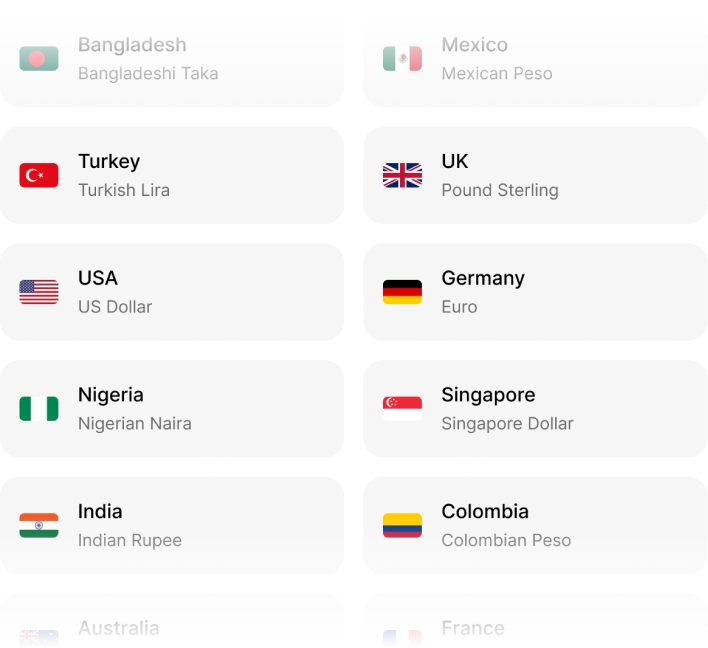 Bangladesh
Bangladeshi Taka
Mexico
Mexican Peso
Turkey
Turkish Lira
UK
Pound Sterling
USA
US Dollar
Germany
Euro
Nigeria
Nigerian Naira
Singapore
Singapore Dollar
India
Indian Rupee
Colombia
Colombian Peso
Australia
France